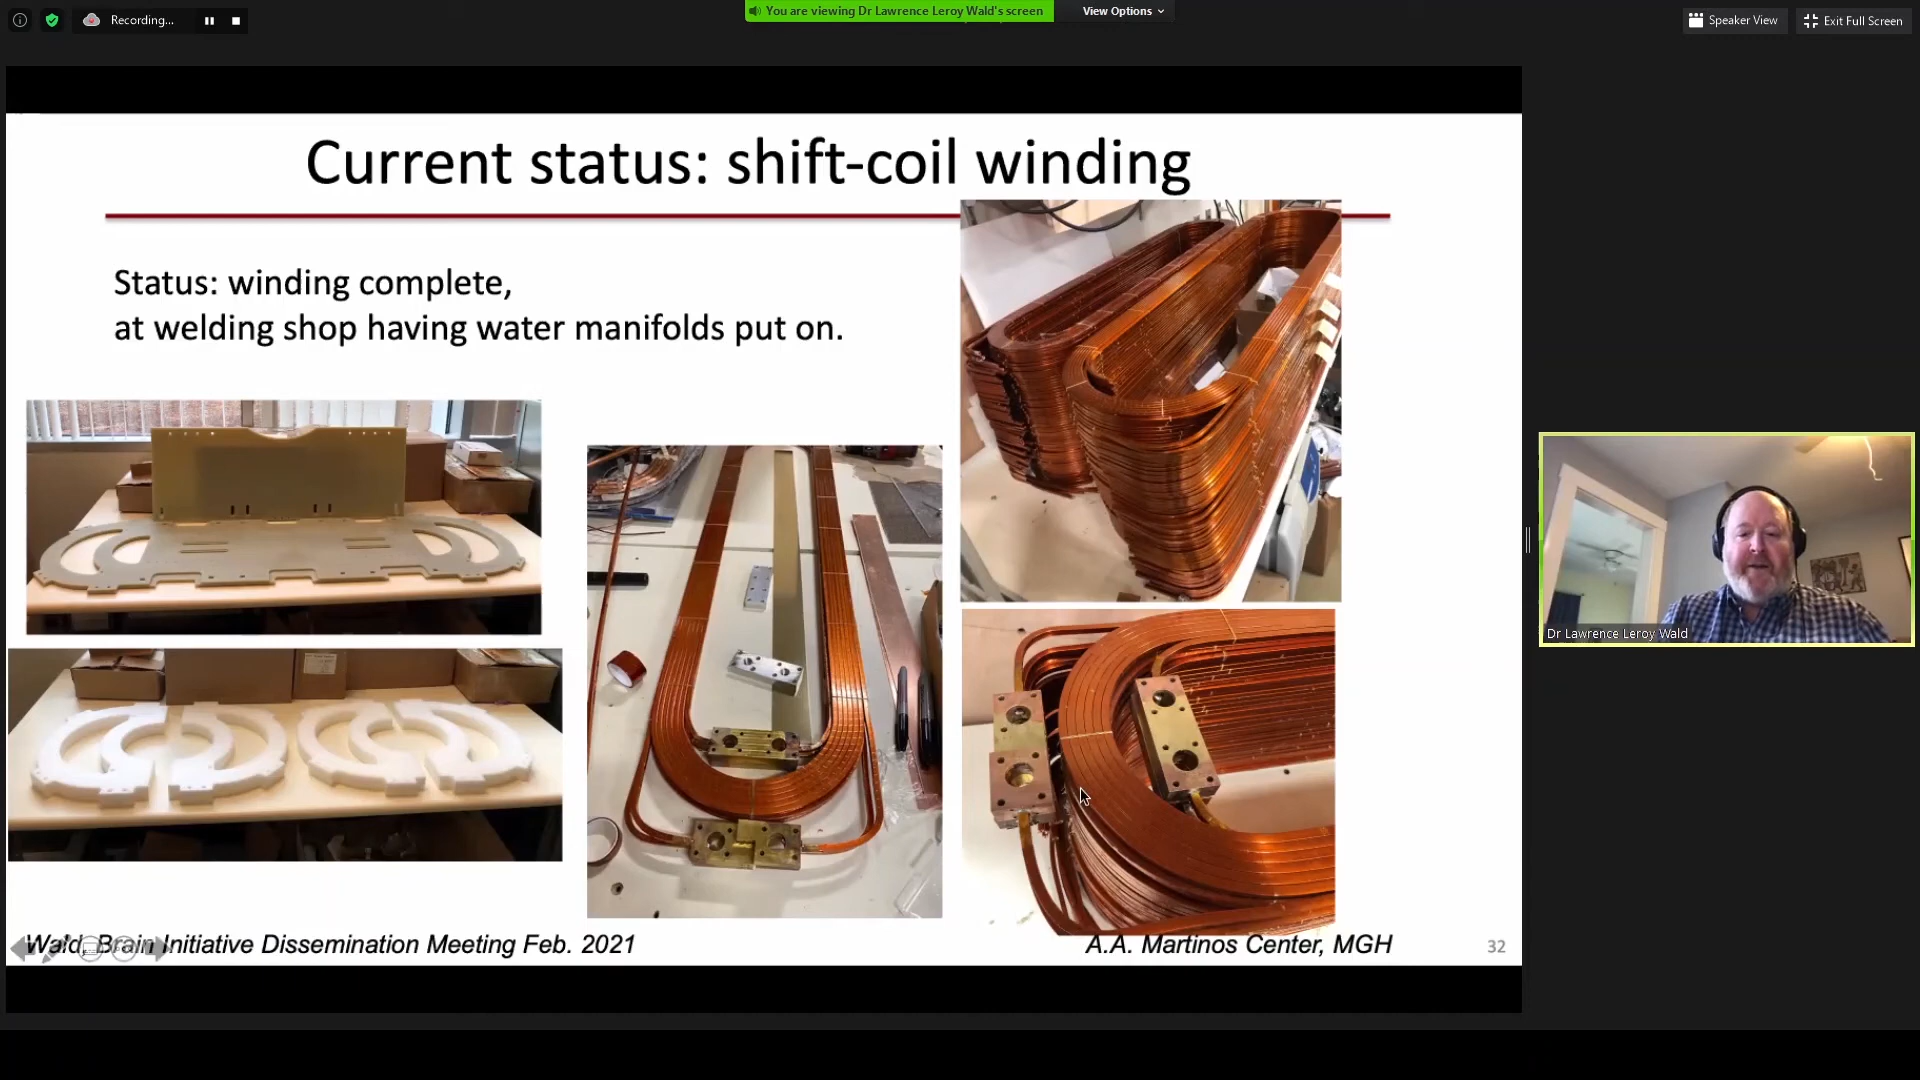 Recording...
You are viewing Dr Lawrence Leroy Wald's screen
View Options
Speaker View
Exit Full Screen
Current status: shift-coil winding
Status: winding complete,
at welding shop having water manifolds put on.
Dr Lawrence Leroy Wald
Wald, Brain Initiative Dissemination Meeting Feb. 2021
A.A. Martinos Center, MGH
32